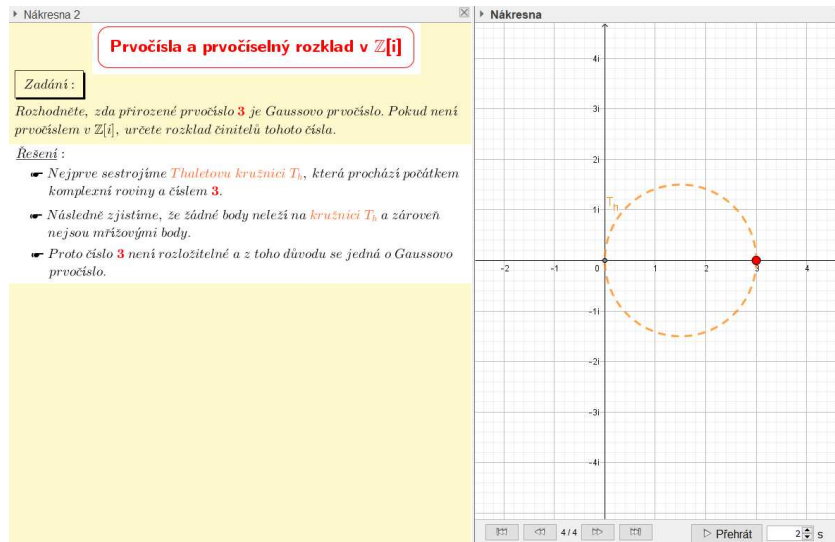 Nákresna 2
Prvočísla a prvočíselný rozklad v ℤ[i]
Zadání :
Rozhodněte, zda přirozené prvočíslo 3 je Gaussovo prvočíslo. Pokud není
prvočíslem v ℤ[i], určete rozklad činitelů tohoto čísla.
Řešení :
Nejprve sestrojíme Thaletovu kružnici Tₕ, která prochází počátkem
komplexní roviny a číslem 3.
Následně zjistíme, že žádné body neleží na kružnici Tₕ a zároveň
nejsou mřížovými body.
Proto číslo 3 není rozložitelné a z toho důvodu se jedná o Gaussovo
prvočíslo.
Nákresna
4i
3i
2i
1i
Tₕ
-2 -1 0 1 2 3 4
-1i
-2i
-3i
-4i
4 / 4
Přehrát
2 s